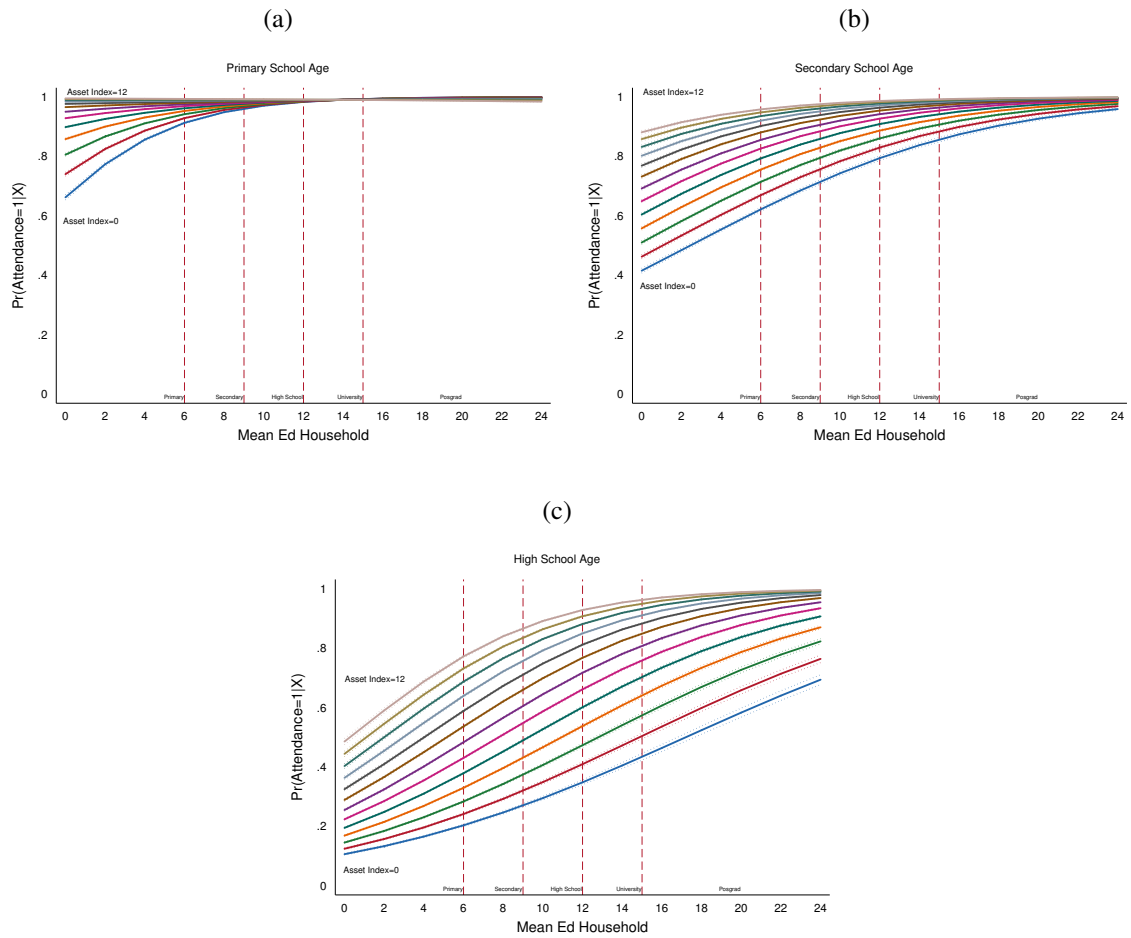 (a)
Primary School Age
Asset Index=12
Asset Index=0
Pr(Attendance=1|X)
1
.8
.6
.4
.2
0
Primary Secondary High School University Posgrad
0 2 4 6 8 10 12 14 16 18 20 22 24
Mean Ed Household
(b)
Secondary School Age
Asset Index=12
Asset Index=0
Pr(Attendance=1|X)
1
.8
.6
.4
.2
0
Primary Secondary High School University Posgrad
0 2 4 6 8 10 12 14 16 18 20 22 24
Mean Ed Household
(c)
High School Age
Asset Index=12
Asset Index=0
Pr(Attendance=1|X)
1
.8
.6
.4
.2
0
Primary Secondary High School University Posgrad
0 2 4 6 8 10 12 14 16 18 20 22 24
Mean Ed Household